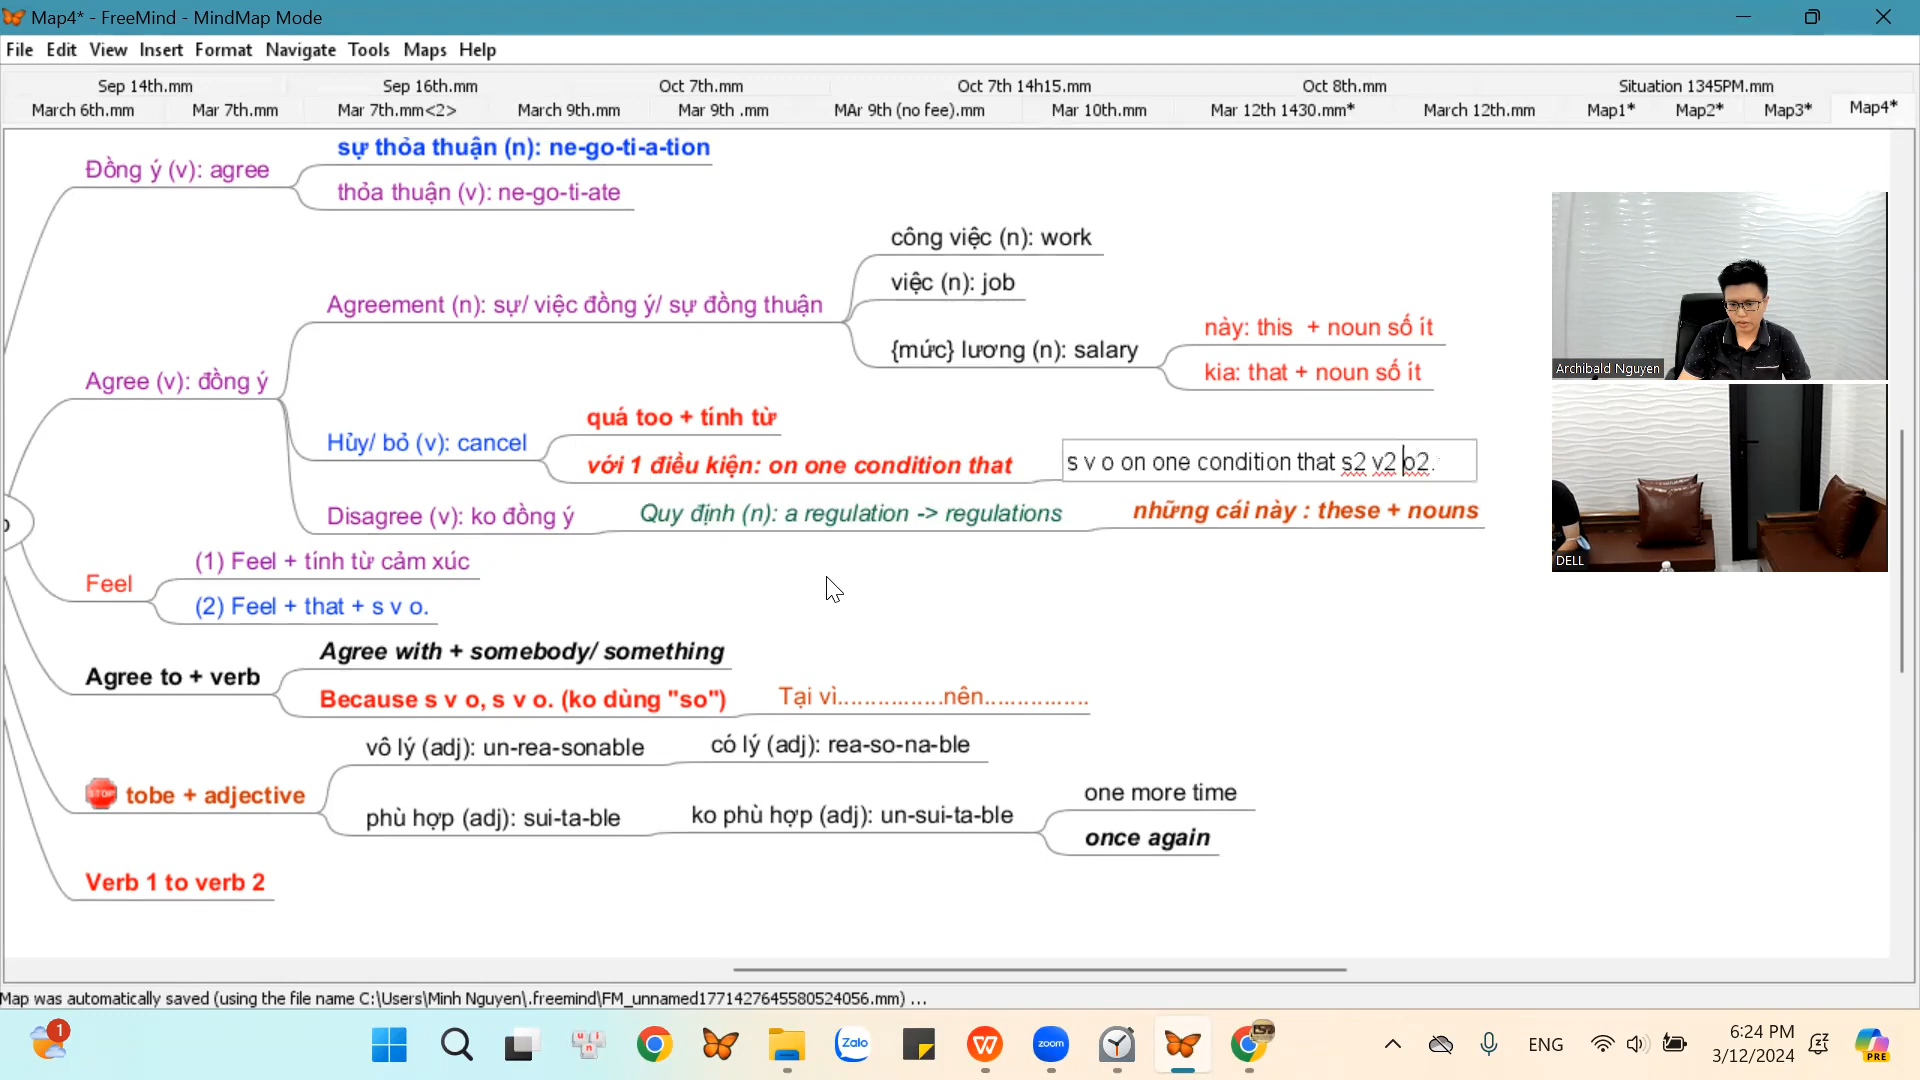 Map4* - FreeMind - MindMap Mode
File Edit View Insert Format Navigate Tools Maps Help
Sep 14th.mm Sep 16th.mm Oct 7th.mm Oct 7th 14h15.mm Oct 8th.mm Situation 1345PM.mm
March 6th.mm Mar 7th.mm Mar 7th.mm<2> March 9th.mm Mar 9th .mm MAr 9th (no fee).mm Mar 10th.mm Mar 12th 1430.mm* March 12th.mm Map1* Map2* Map3* Map4*
sự thỏa thuận (n): ne-go-ti-a-tion
Đồng ý (v): agree
thỏa thuận (v): ne-go-ti-ate
công việc (n): work
việc (n): job
Agreement (n): sự/ việc đồng ý/ sự đồng thuận
này: this + noun số ít
{mức} lương (n): salary
kia: that + noun số ít
Agree (v): đồng ý
quá too + tính từ
Hủy/ bỏ (v): cancel
với 1 điều kiện: on one condition that
s v o on one condition that s2 v2 o2.
Disagree (v): ko đồng ý
Quy định (n): a regulation -> regulations
những cái này : these + nouns
(1) Feel + tính từ cảm xúc
Feel
(2) Feel + that + s v o.
Agree with + somebody/ something
Agree to + verb
Because s v o, s v o. (ko dùng "so")
Tại vì................nên................
vô lý (adj): un-rea-sonable
có lý (adj): rea-so-na-ble
STOP
tobe + adjective
one more time
phù hợp (adj): sui-ta-ble
ko phù hợp (adj): un-sui-ta-ble
once again
Verb 1 to verb 2
Archibald Nguyen
DELL
Map was automatically saved (using the file name C:\Users\Minh Nguyen\.freemind\FM_unnamed1771427645580524056.mm) ...
1
u i n
Zalo
zoom
ENG
6:24 PM
3/12/2024
PRE